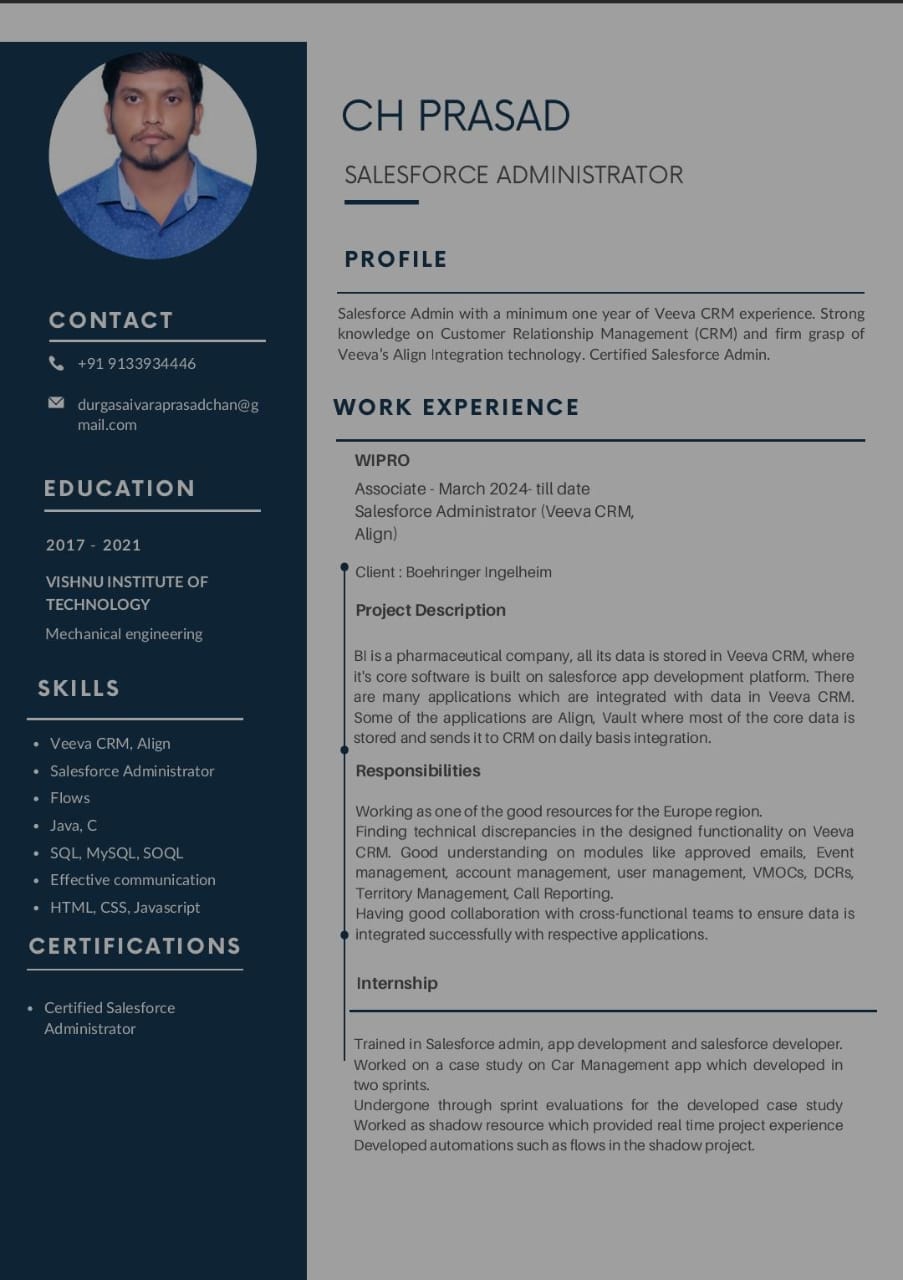 CH PRASAD
SALESFORCE ADMINISTRATOR
CONTACT
+91 9133934446
durgasaivaraprasadchan@g
mail.com
EDUCATION
2017 - 2021
VISHNU INSTITUTE OF
TECHNOLOGY
Mechanical engineering
SKILLS
• Veeva CRM, Align
• Salesforce Administrator
• Flows
• Java, C
• SQL, MySQL, SOQL
• Effective communication
• HTML, CSS, Javascript
CERTIFICATIONS
• Certified Salesforce
Administrator
PROFILE
Salesforce Admin with a minimum one year of Veeva CRM experience. Strong
knowledge on Customer Relationship Management (CRM) and firm grasp of
Veeva's Align Integration technology. Certified Salesforce Admin.
WORK EXPERIENCE
WIPRO
Associate - March 2024- till date
Salesforce Administrator (Veeva CRM,
Align)
Client : Boehringer Ingelheim
Project Description
BI is a pharmaceutical company, all its data is stored in Veeva CRM, where
it's core software is built on salesforce app development platform. There
are many applications which are integrated with data in Veeva CRM.
Some of the applications are Align, Vault where most of the core data is
stored and sends it to CRM on daily basis integration.
Responsibilities
Working as one of the good resources for the Europe region.
Finding technical discrepancies in the designed functionality on Veeva
CRM. Good understanding on modules like approved emails, Event
management, account management, user management, VMOCs, DCRs,
Territory Management, Call Reporting.
Having good collaboration with cross-functional teams to ensure data is
integrated successfully with respective applications.
Internship
Trained in Salesforce admin, app development and salesforce developer.
Worked on a case study on Car Management app which developed in
two sprints.
Undergone through sprint evaluations for the developed case study
Worked as shadow resource which provided real time project experience
Developed automations such as flows in the shadow project.